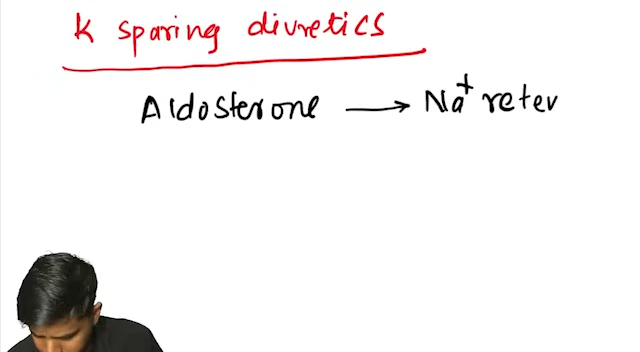 K sparing diuretics
Aldosterone → Na⁺ reten